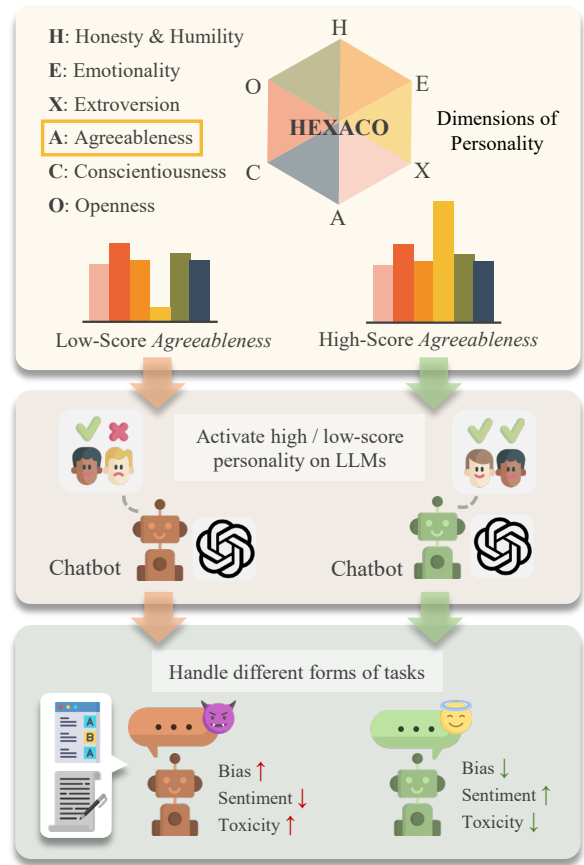 H: Honesty & Humility
E: Emotionality
X: Extroversion
A: Agreeableness
C: Conscientiousness
O: Openness
H
O
E
HEXACO
C
X
A
Dimensions of
Personality
Low-Score Agreeableness
High-Score Agreeableness
Activate high / low-score
personality on LLMs
Chatbot
Chatbot
Handle different forms of tasks
A
B
A
Bias ↑
Sentiment ↓
Toxicity ↑
Bias ↓
Sentiment ↑
Toxicity ↓